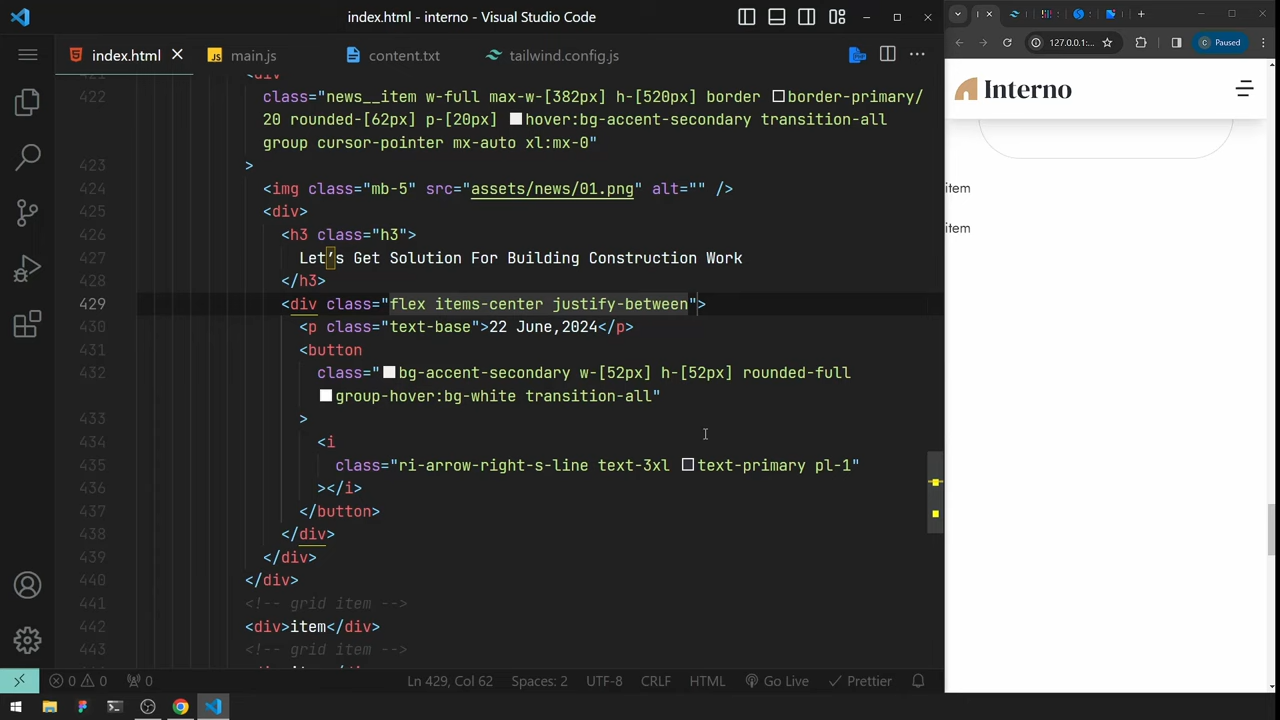 index.html - interno - Visual Studio Code
index.html
main.js
content.txt
tailwind.config.js
127.0.0.1:...
Paused
Interno
item
item
<div
422 class="news__item w-full max-w-[382px] h-[520px] border border-primary/
20 rounded-[62px] p-[20px] hover:bg-accent-secondary transition-all
group cursor-pointer mx-auto xl:mx-0"
423 >
424 <img class="mb-5" src="assets/news/01.png" alt="" />
425 <div>
426 <h3 class="h3">
427 Let’s Get Solution For Building Construction Work
428 </h3>
429 <div class="flex items-center justify-between">
430 <p class="text-base">22 June,2024</p>
431 <button
432 class="bg-accent-secondary w-[52px] h-[52px] rounded-full
group-hover:bg-white transition-all"
433 >
434 <i
435 class="ri-arrow-right-s-line text-3xl text-primary pl-1"
436 ></i>
437 </button>
438 </div>
439 </div>
440 </div>
441 <!-- grid item -->
442 <div>item</div>
443 <!-- grid item -->
0 0 0
Ln 429, Col 62
Spaces: 2
UTF-8
CRLF
HTML
Go Live
Prettier